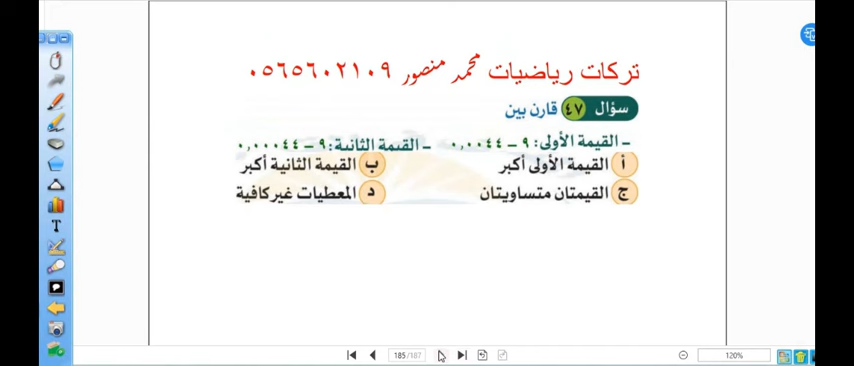 تركات رياضيات محمد منصور ٠٥٦٥٦٠٢١٠٩
سؤال ٤٧ قارن بين
- القيمة الأولى: ٩ - ٠,٠٠٤٤ - القيمة الثانية: ٩ - ٠,٠٠٠٤٤
أ القيمة الأولى أكبر ب القيمة الثانية أكبر
ج القيمتان متساويتان د المعطيات غير كافية
185/187 120%